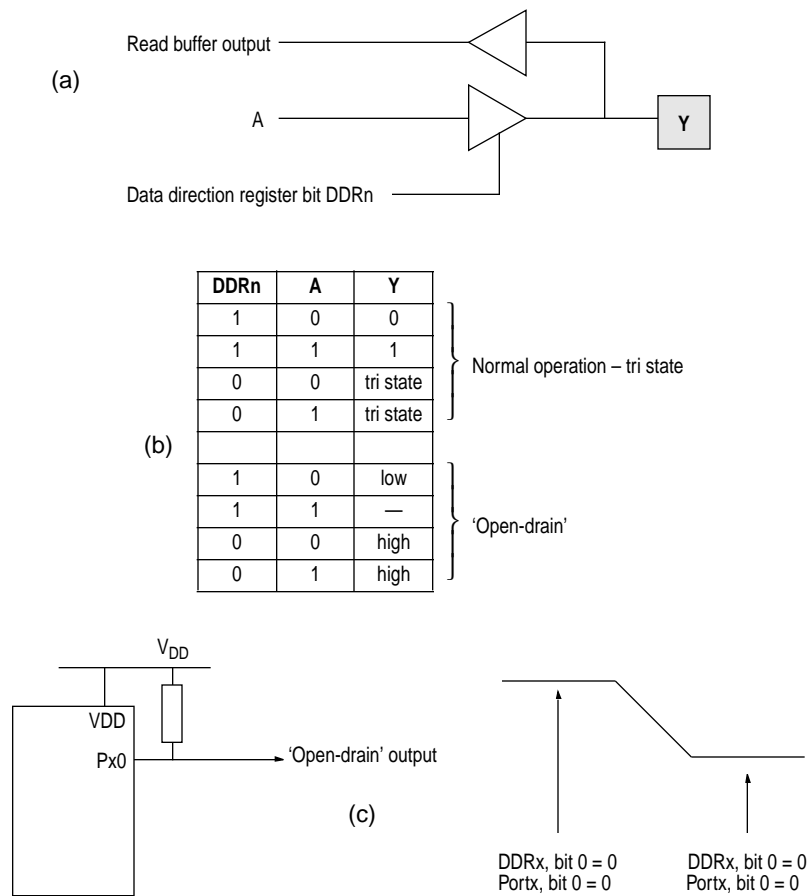 Read buffer output
(a)
A
Y
Data direction register bit DDRn
DDRn A Y
1 0 0
1 1 1
0 0 tri state
0 1 tri state
Normal operation – tri state
(b)
1 0 low
1 1 —
0 0 high
0 1 high
‘Open-drain’
VDD
VDD
Px0
‘Open-drain’ output
(c)
DDRx, bit 0 = 0
Portx, bit 0 = 0
DDRx, bit 0 = 0
Portx, bit 0 = 0